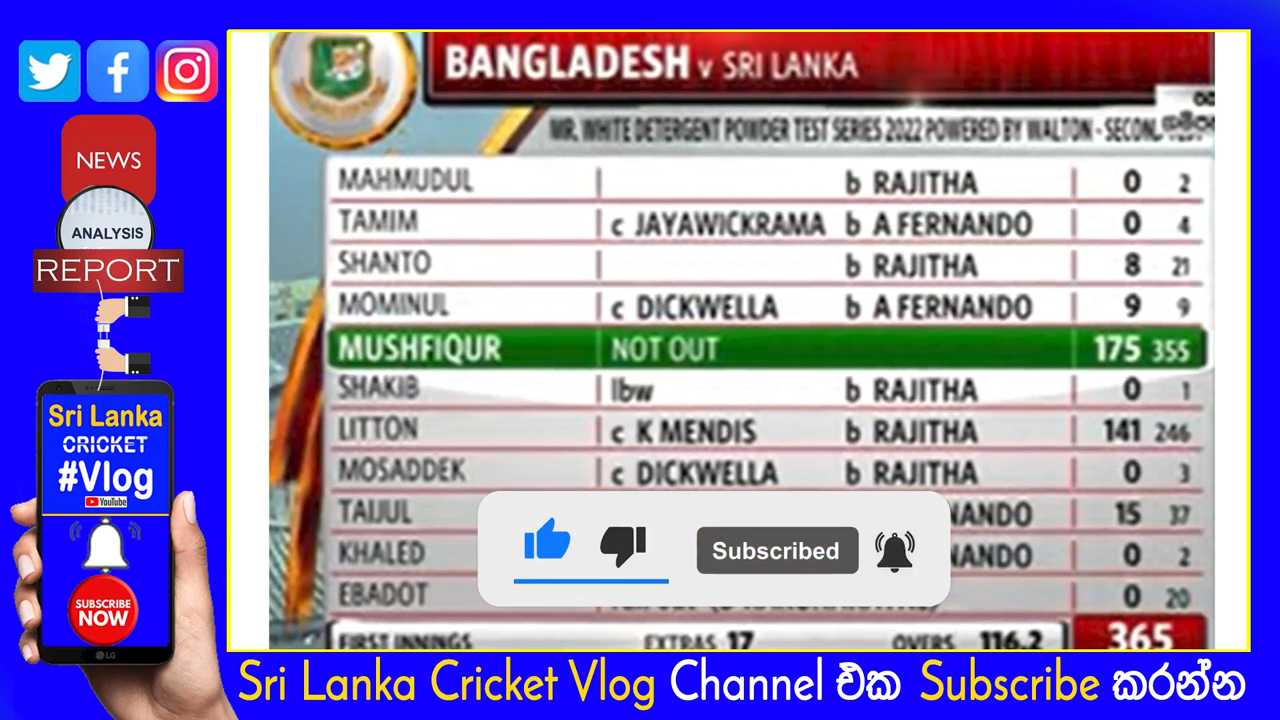 BANGLADESH v SRI LANKA
MR. WHITE DETERGENT POWDER TEST SERIES 2022 POWERED BY WALTON - SECOND TEST
MAHMUDUL b RAJITHA 0 2
TAMIM c JAYAWICKRAMA b A FERNANDO 0 4
SHANTO b RAJITHA 8 21
MOMINUL c DICKWELLA b A FERNANDO 9 9
MUSHFIQUR NOT OUT 175 355
SHAKIB lbw b RAJITHA 0 1
LITTON c K MENDIS b RAJITHA 141 246
MOSADDEK c DICKWELLA b RAJITHA 0 3
TAIJUL NANDO 15 37
KHALED NANDO 0 2
EBADOT 0 20
FIRST INNINGS EXTRAS 17 OVERS 116.2 365
Subscribed
NEWS
ANALYSIS
REPORT
Sri Lanka
CRICKET
#Vlog
YouTube
SUBSCRIBE
NOW
LG
Sri Lanka Cricket Vlog Channel එක Subscribe කරන්න